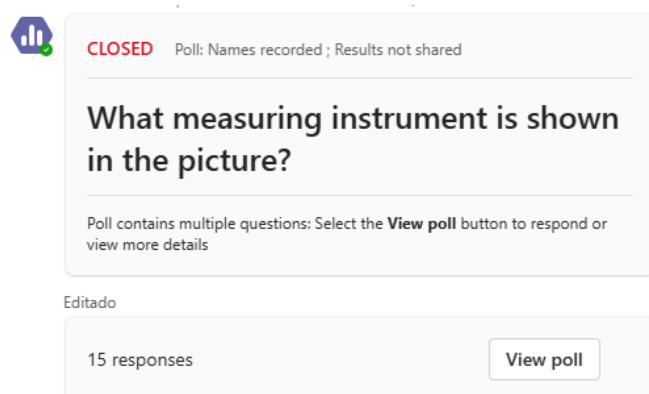 CLOSED Poll: Names recorded ; Results not shared
What measuring instrument is shown
in the picture?
Poll contains multiple questions: Select the View poll button to respond or
view more details
Editado
15 responses View poll